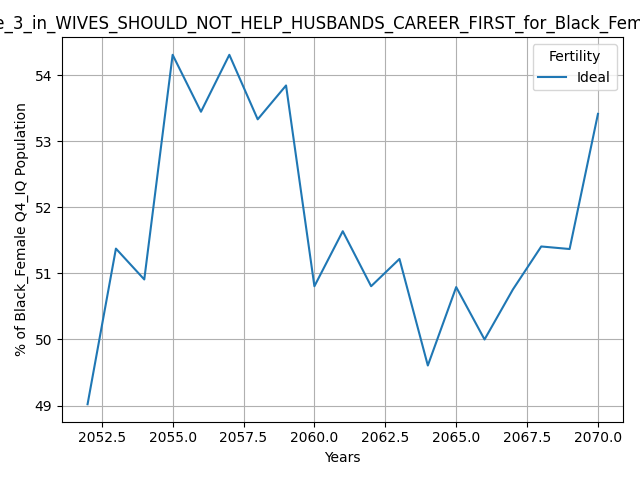 e_3_in_WIVES_SHOULD_NOT_HELP_HUSBANDS_CAREER_FIRST_for_Black_Fem
Fertility
Ideal
% of Black_Female Q4_IQ Population
54
53
52
51
50
49
2052.5 2055.0 2057.5 2060.0 2062.5 2065.0 2067.5 2070.0
Years